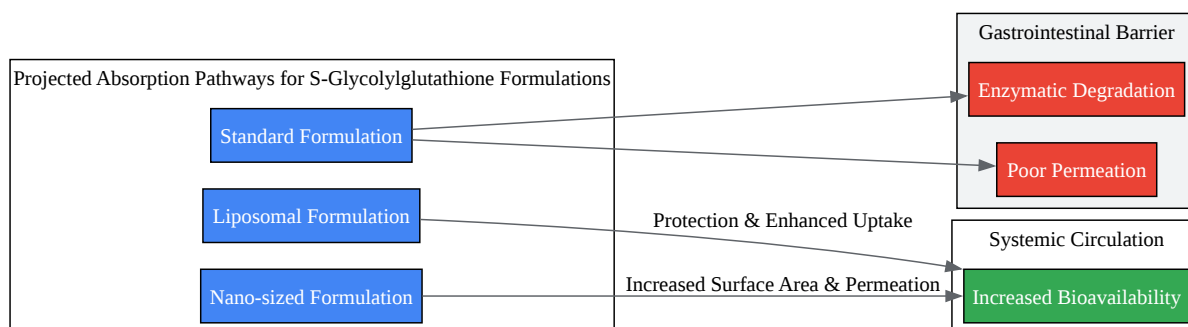 Projected Absorption Pathways for S-Glycolylglutathione Formulations
Standard Formulation
Liposomal Formulation
Nano-sized Formulation
Protection & Enhanced Uptake
Increased Surface Area & Permeation
Gastrointestinal Barrier
Enzymatic Degradation
Poor Permeation
Systemic Circulation
Increased Bioavailability